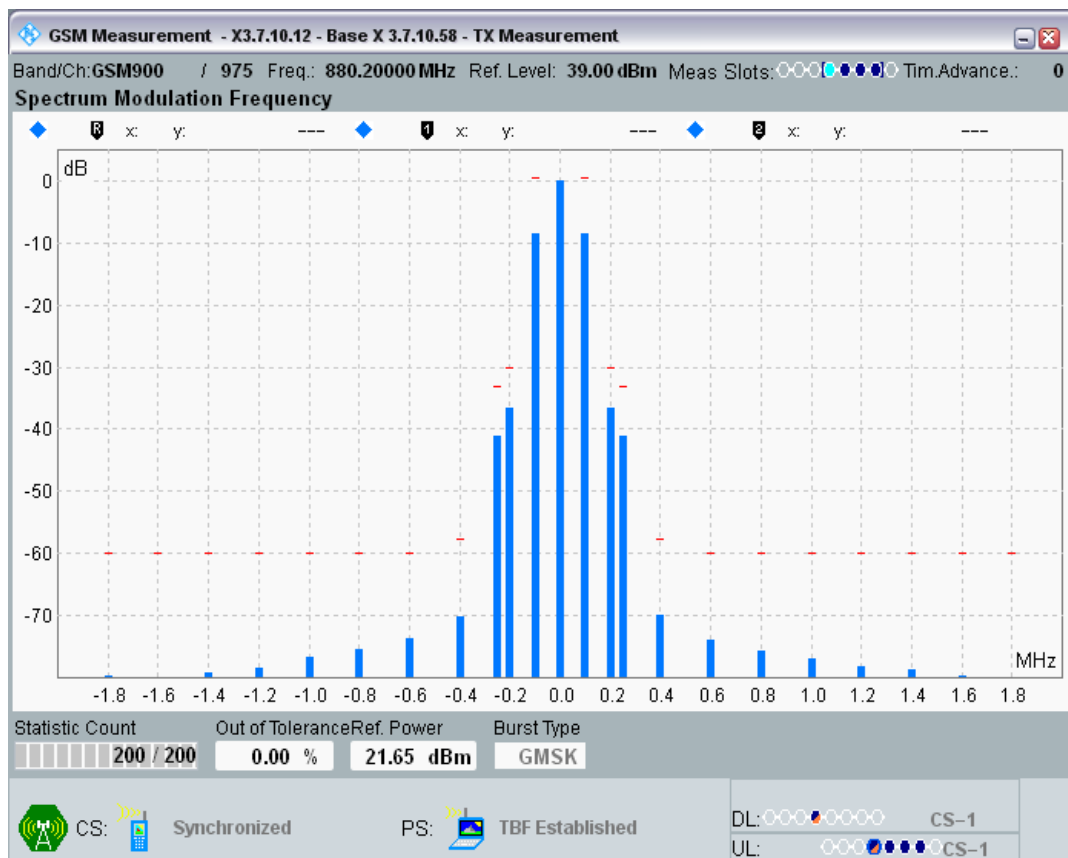 GSM Measurement - X3.7.10.12 - Base X 3.7.10.58 - TX Measurement
Band/Ch:GSM900 / 975 Freq.: 880.20000 MHz Ref. Level: 39.00 dBm Meas Slots: Tim.Advance.: 0
Spectrum Modulation Frequency
R x: y: --- 1 x: y: --- 2 x: y: ---
dB
0
-10
-20
-30
-40
-50
-60
-70
MHz
-1.8 -1.6 -1.4 -1.2 -1.0 -0.8 -0.6 -0.4 -0.2 0.0 0.2 0.4 0.6 0.8 1.0 1.2 1.4 1.6 1.8
Statistic Count Out of Tolerance Ref. Power Burst Type
200 / 200 0.00 % 21.65 dBm GMSK
CS: Synchronized PS: TBF Established
DL: CS-1
UL: CS-1